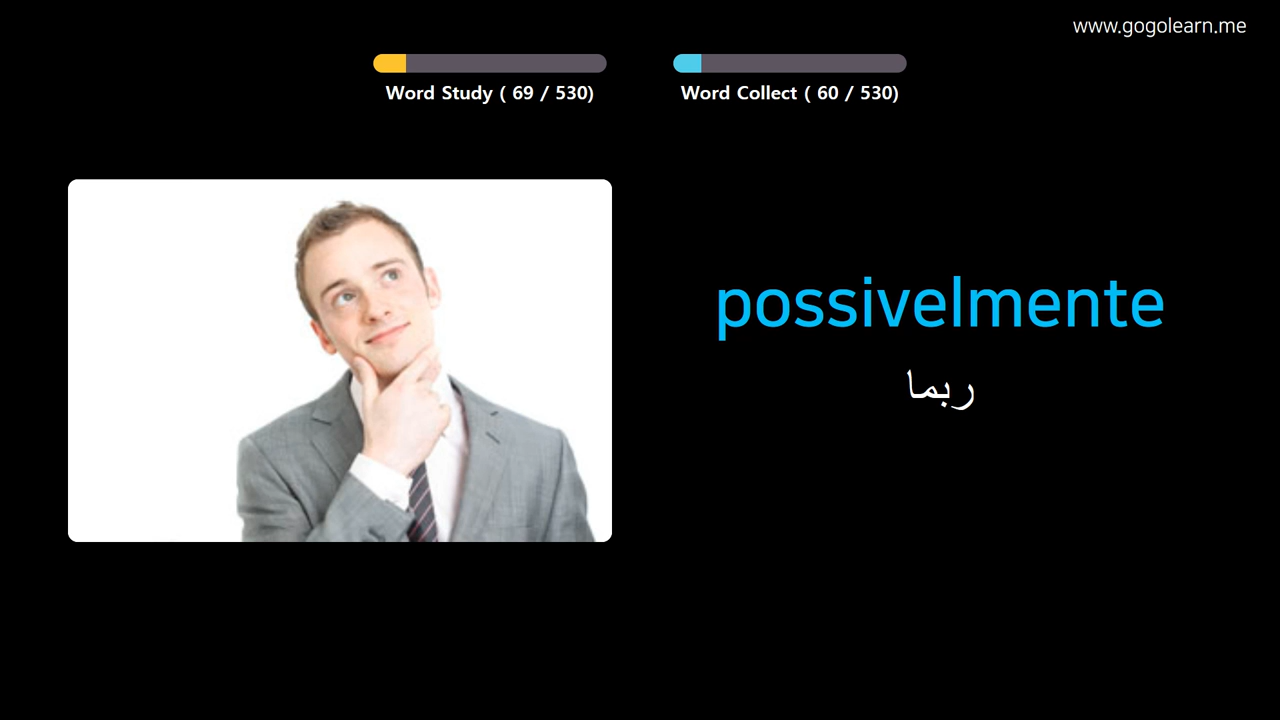 www.gogolearn.me
Word Study ( 69 / 530)
Word Collect ( 60 / 530)
possivelmente
ربما